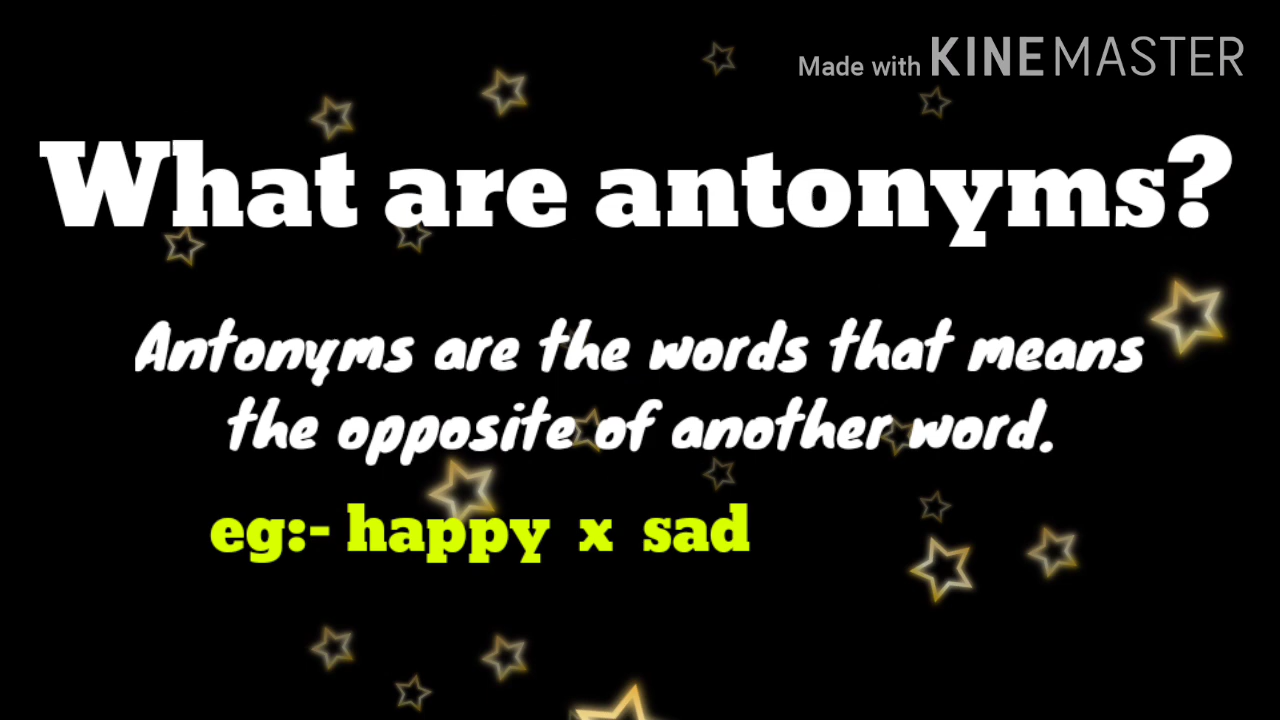 Made with KINEMASTER
What are antonyms?
Antonyms are the words that means
the opposite of another word.
eg:- happy x sad